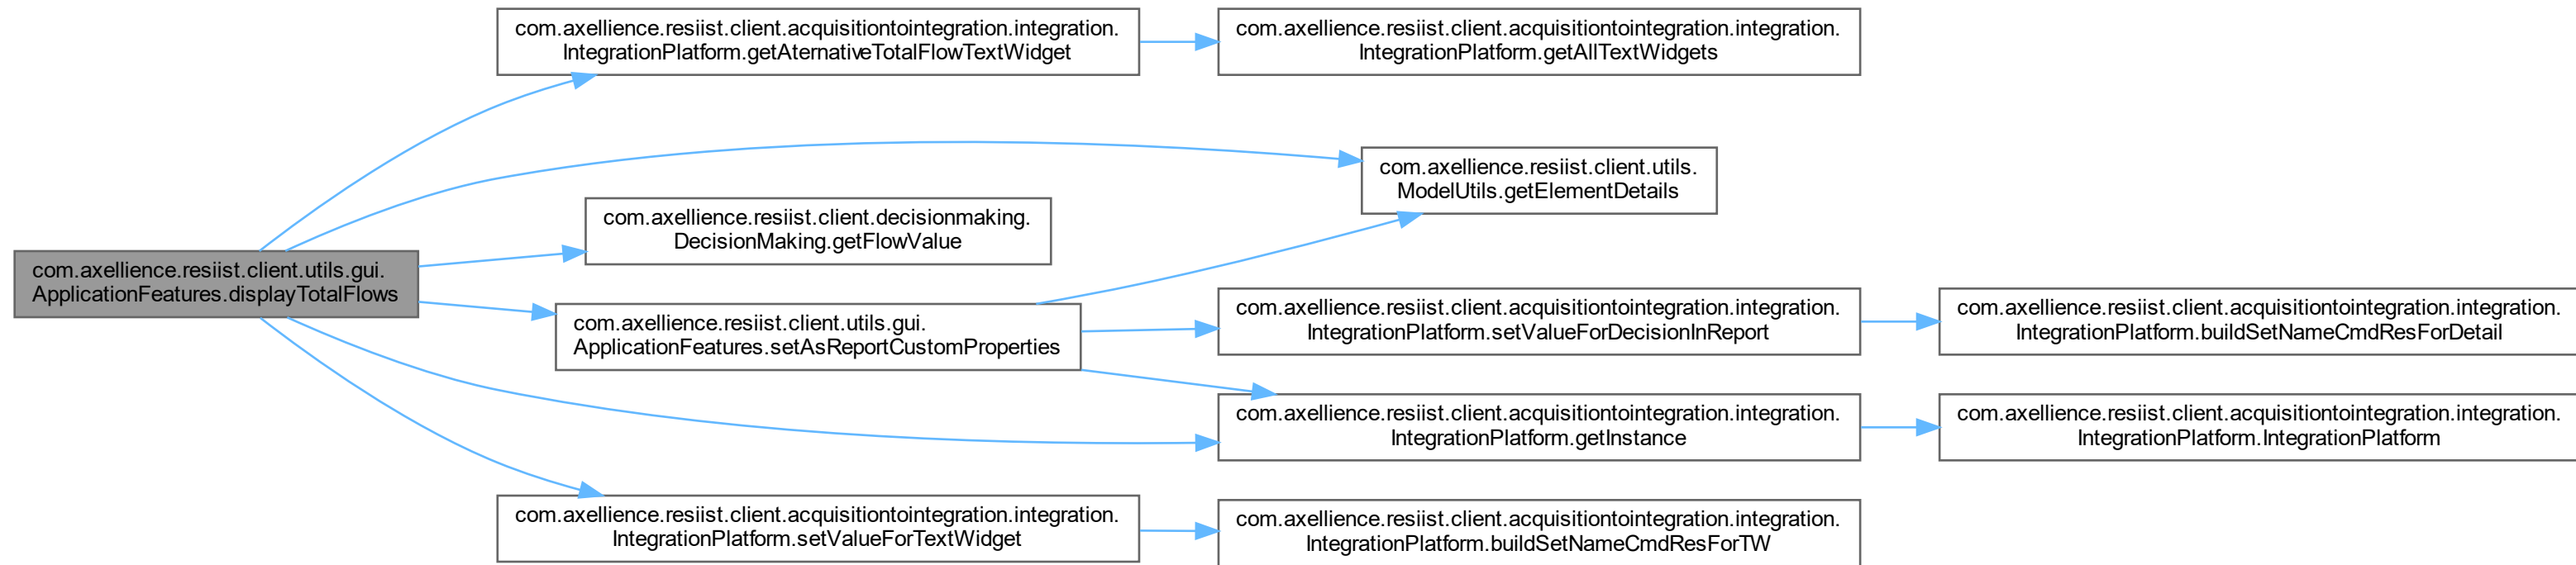 com.axellience.resiist.client.acquisitiontointegration.integration.
IntegrationPlatform.getAternativeTotalFlowTextWidget
com.axellience.resiist.client.acquisitiontointegration.integration.
IntegrationPlatform.getAllTextWidgets
com.axellience.resiist.client.utils.
ModelUtils.getElementDetails
com.axellience.resiist.client.decisionmaking.
DecisionMaking.getFlowValue
com.axellience.resiist.client.utils.gui.
ApplicationFeatures.displayTotalFlows
com.axellience.resiist.client.utils.gui.
ApplicationFeatures.setAsReportCustomProperties
com.axellience.resiist.client.acquisitiontointegration.integration.
IntegrationPlatform.setValueForDecisionInReport
com.axellience.resiist.client.acquisitiontointegration.integration.
IntegrationPlatform.buildSetNameCmdResForDetail
com.axellience.resiist.client.acquisitiontointegration.integration.
IntegrationPlatform.getInstance
com.axellience.resiist.client.acquisitiontointegration.integration.
IntegrationPlatform.IntegrationPlatform
com.axellience.resiist.client.acquisitiontointegration.integration.
IntegrationPlatform.setValueForTextWidget
com.axellience.resiist.client.acquisitiontointegration.integration.
IntegrationPlatform.buildSetNameCmdResForTW